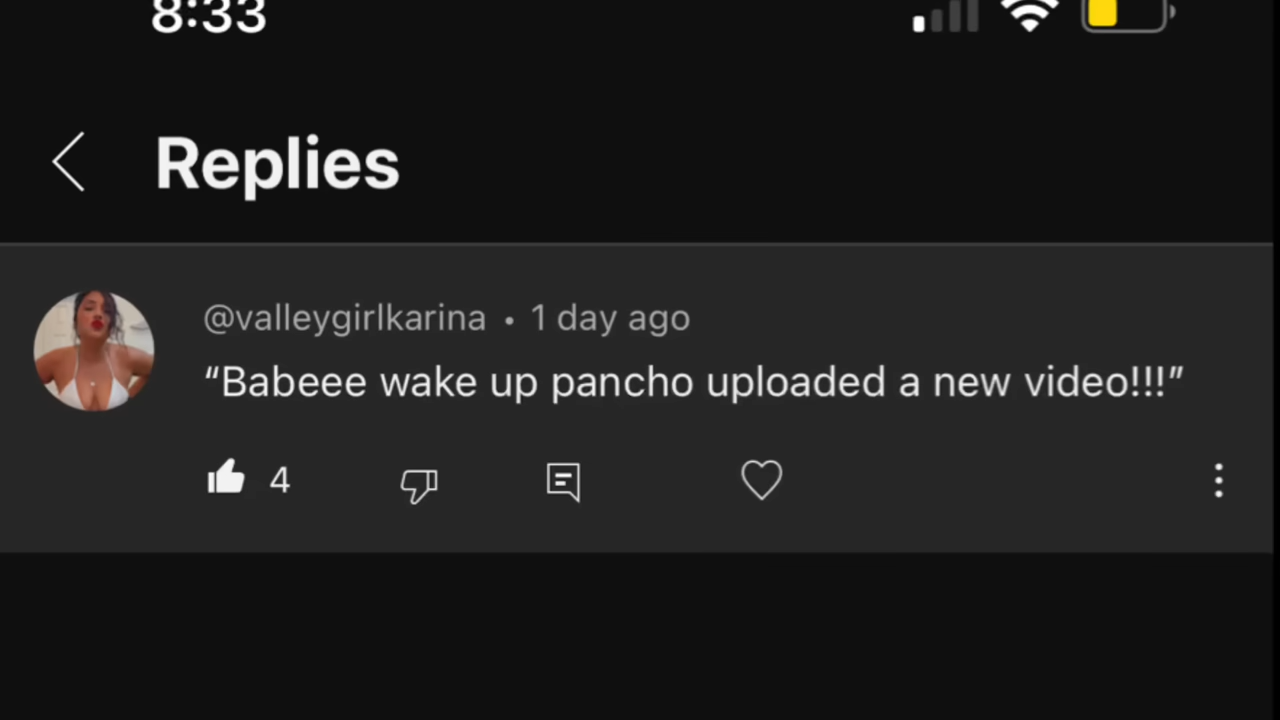 8:33
Replies
@valleygirlkarina • 1 day ago
“Babeee wake up pancho uploaded a new video!!!”
4